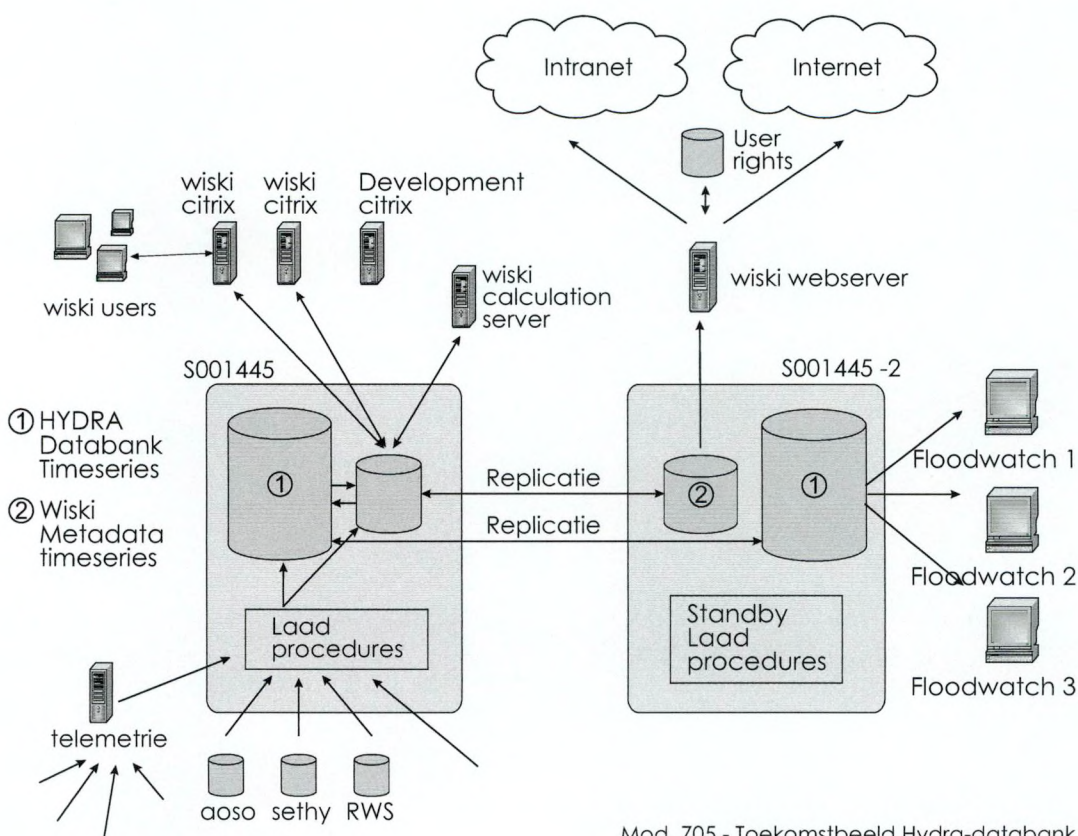 Intranet
Internet
User
rights
wiski
citrix
wiski
citrix
Development
citrix
wiski users
wiski
calculation
server
wiski webserver
S001445
S001445 -2
① HYDRA
Databank
Timeseries
② Wiski
Metadata
timeseries
①
Replicatie
Replicatie
②
①
Floodwatch 1
Floodwatch 2
Floodwatch 3
Laad
procedures
Standby
Laad
procedures
telemetrie
aoso
sethy
RWS
Mod. 705 - Toekomstbeeld Hydra-databank